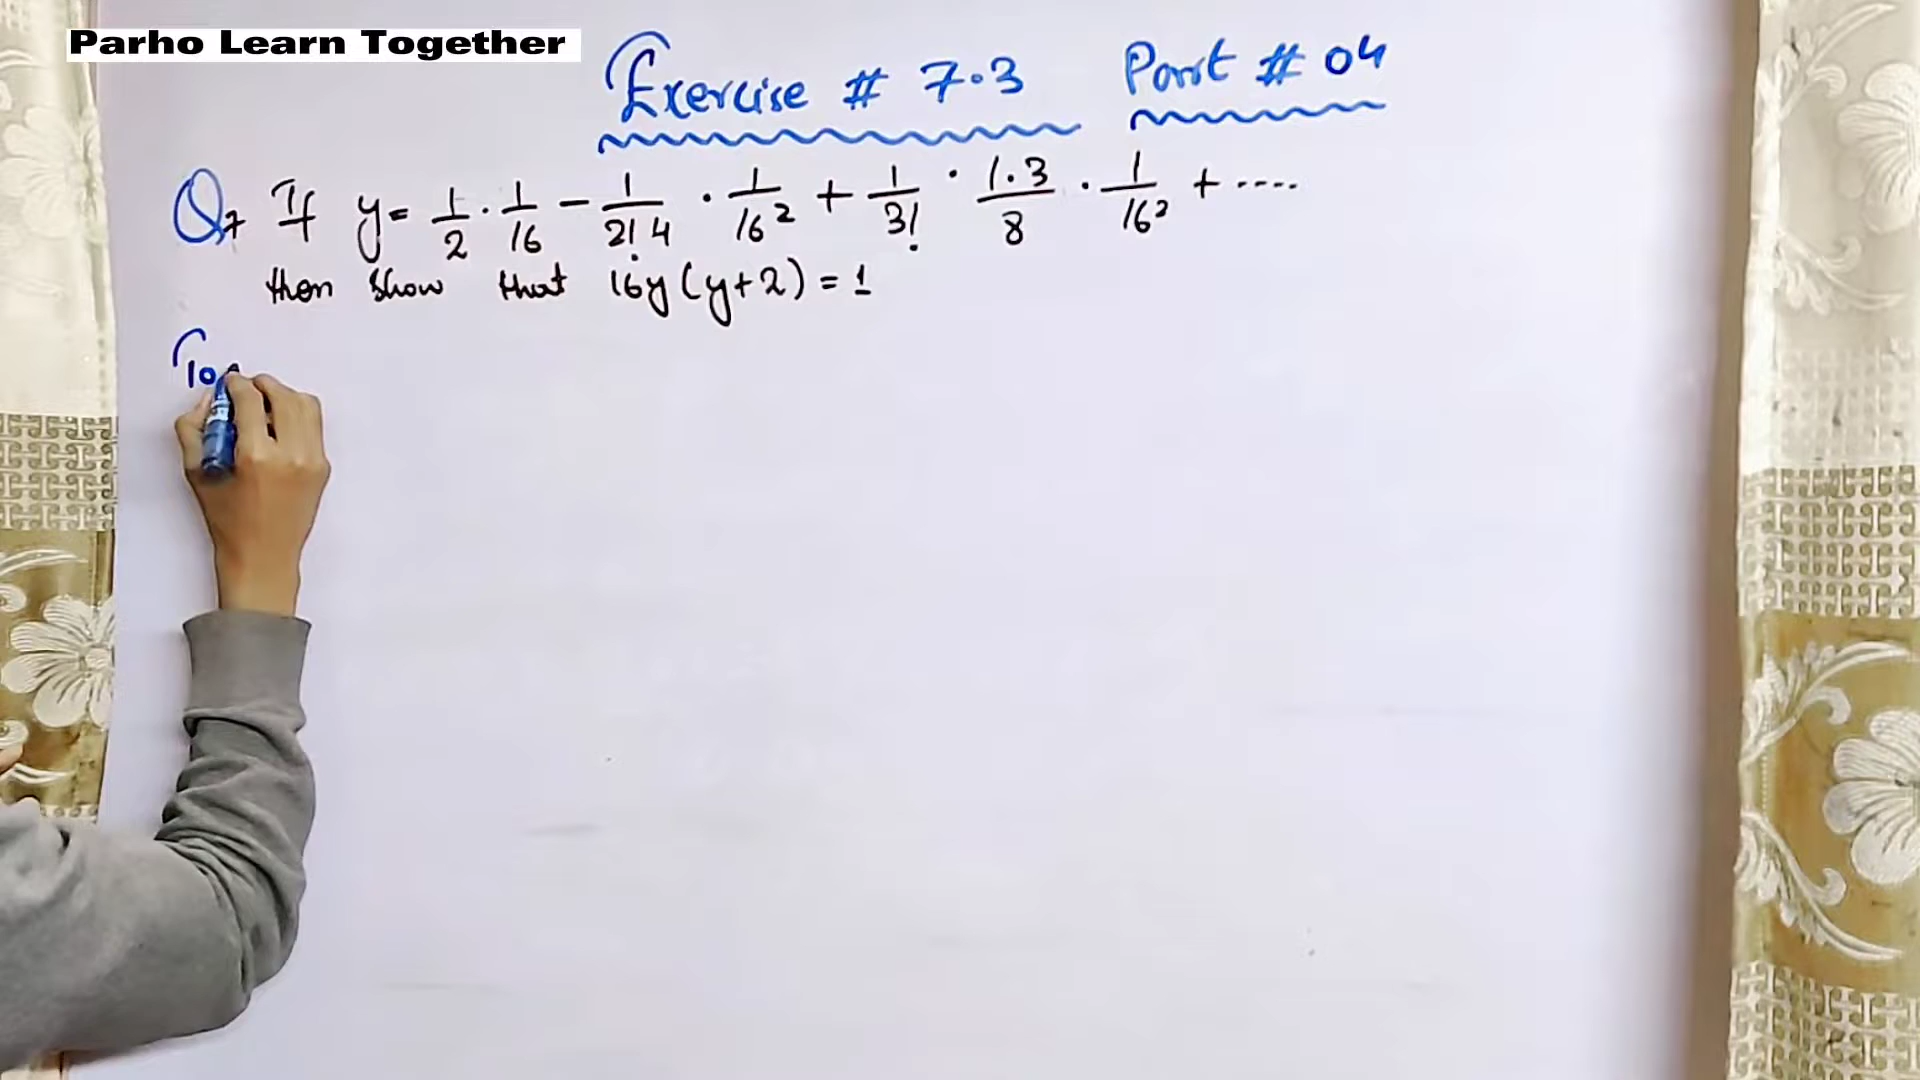 Parho Learn Together
Exercise # 7.3 Part # 04
Q7 If y = 1/2 · 1/16 - 1/2! 4 · 1/16² + 1/3! · 1·3/8 · 1/16² + ....
then show that 16y(y+2) = 1